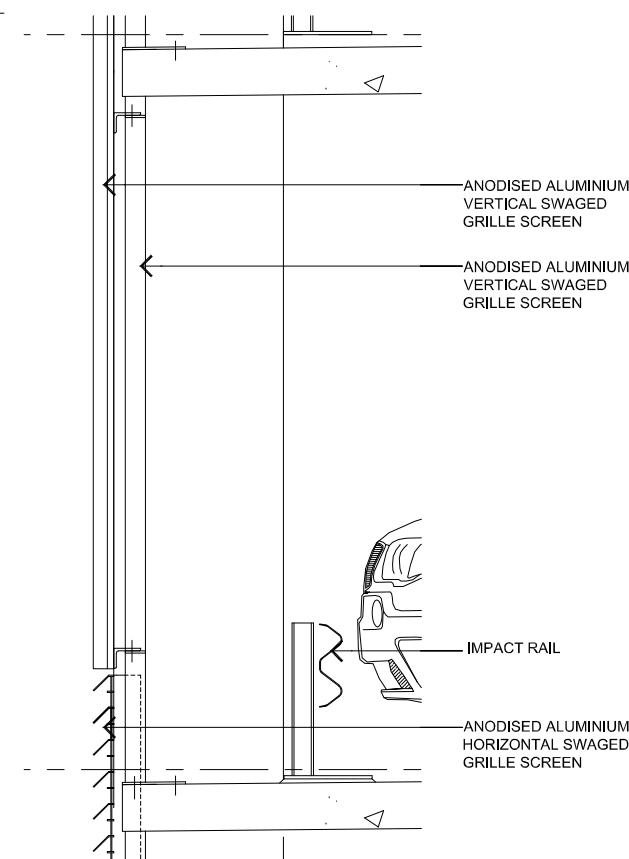 ANODISED ALUMINIUM
VERTICAL SWAGED
GRILLE SCREEN
ANODISED ALUMINIUM
VERTICAL SWAGED
GRILLE SCREEN
IMPACT RAIL
ANODISED ALUMINIUM
HORIZONTAL SWAGED
GRILLE SCREEN